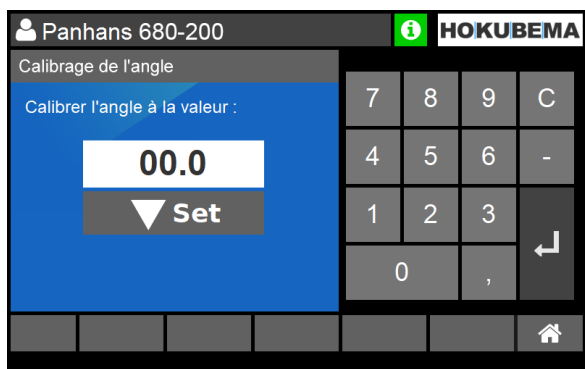 Panhans 680-200
i
HOKUBEMA
Calibrage de l'angle
Calibrer l'angle à la valeur :
00.0
Set
7 8 9 C
4 5 6 -
1 2 3
0 ,